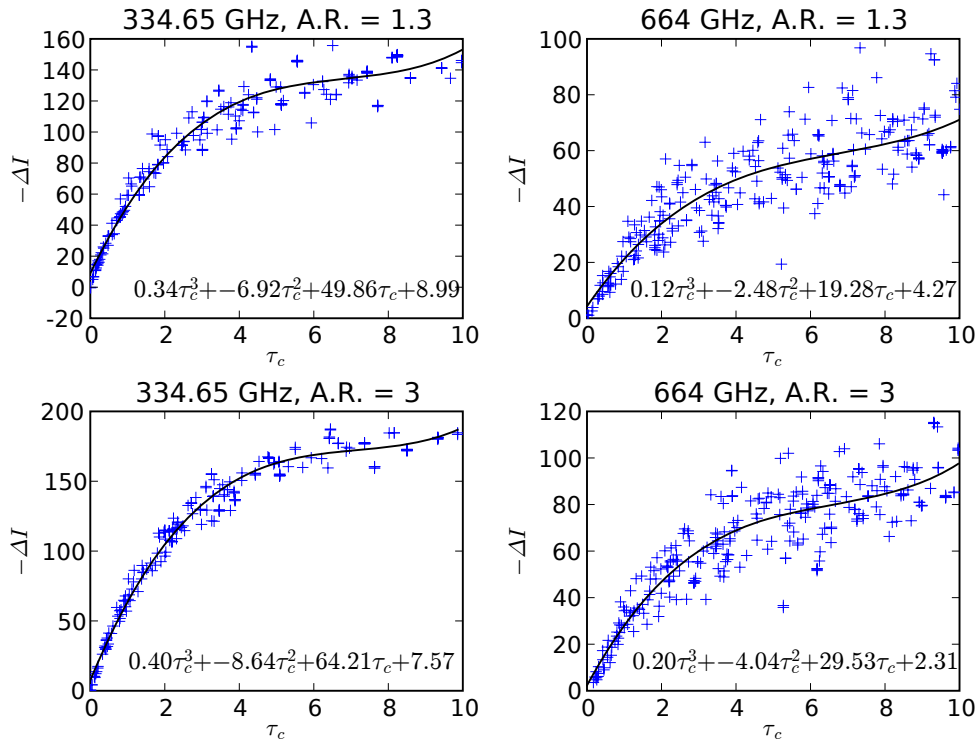 334.65 GHz, A.R. = 1.3
160
140
120
100
80
60
40
20
0
-20
−ΔI
0.34τ_c^3+−6.92τ_c^2+49.86τ_c+8.99
0 2 4 6 8 10
τ_c
664 GHz, A.R. = 1.3
100
80
60
40
20
0
−ΔI
0.12τ_c^3+−2.48τ_c^2+19.28τ_c+4.27
0 2 4 6 8 10
τ_c
334.65 GHz, A.R. = 3
200
150
100
50
0
−ΔI
0.40τ_c^3+−8.64τ_c^2+64.21τ_c+7.57
0 2 4 6 8 10
τ_c
664 GHz, A.R. = 3
120
100
80
60
40
20
0
−ΔI
0.20τ_c^3+−4.04τ_c^2+29.53τ_c+2.31
0 2 4 6 8 10
τ_c